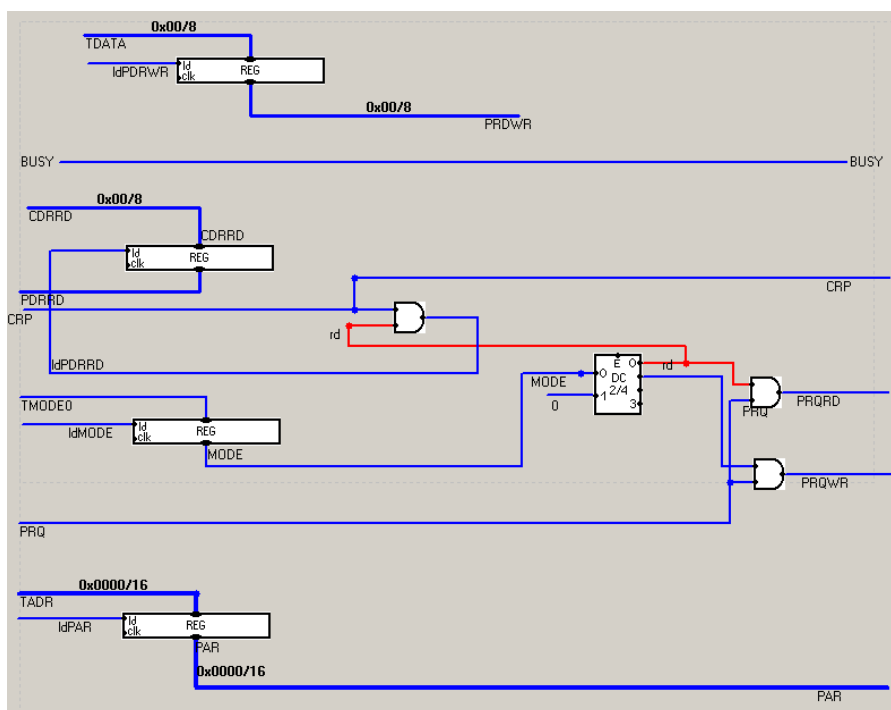 0x00/8
TDATA
ld
clk
REG
ldPDRWR
0x00/8
PRDWR
BUSY
BUSY
0x00/8
CDRRD
CDRRD
ld
clk
REG
PDRRD
CRP
CRP
rd
ldPDRRD
E
0
0
DC
1
2/4
3
rd
MODE
0
TMODE0
ld
clk
REG
ldMODE
MODE
PRQ
PRQRD
PRQWR
PRQ
0x0000/16
TADR
ld
clk
REG
ldPAR
PAR
0x0000/16
PAR